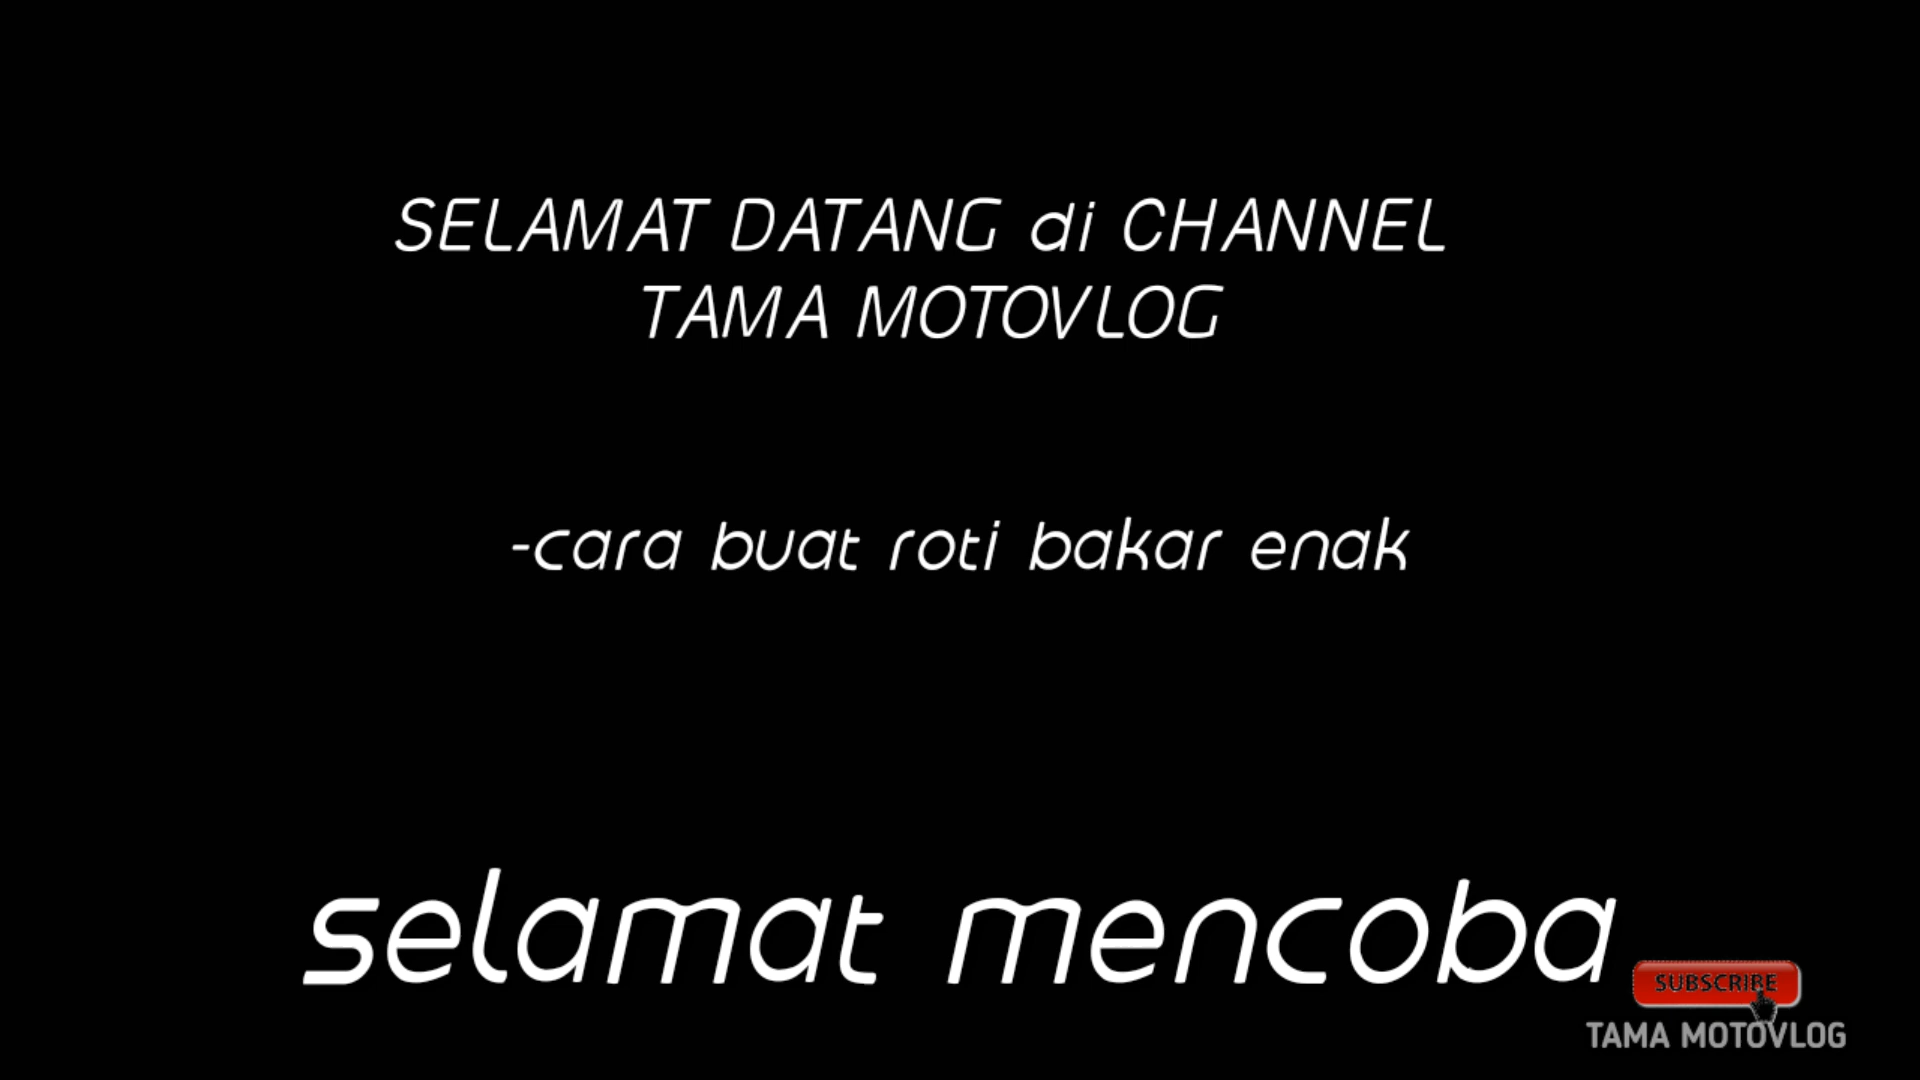 SELAMAT DATANG di CHANNEL
TAMA MOTOVLOG
-cara buat roti bakar enak
selamat mencoba
SUBSCRIBE
TAMA MOTOVLOG